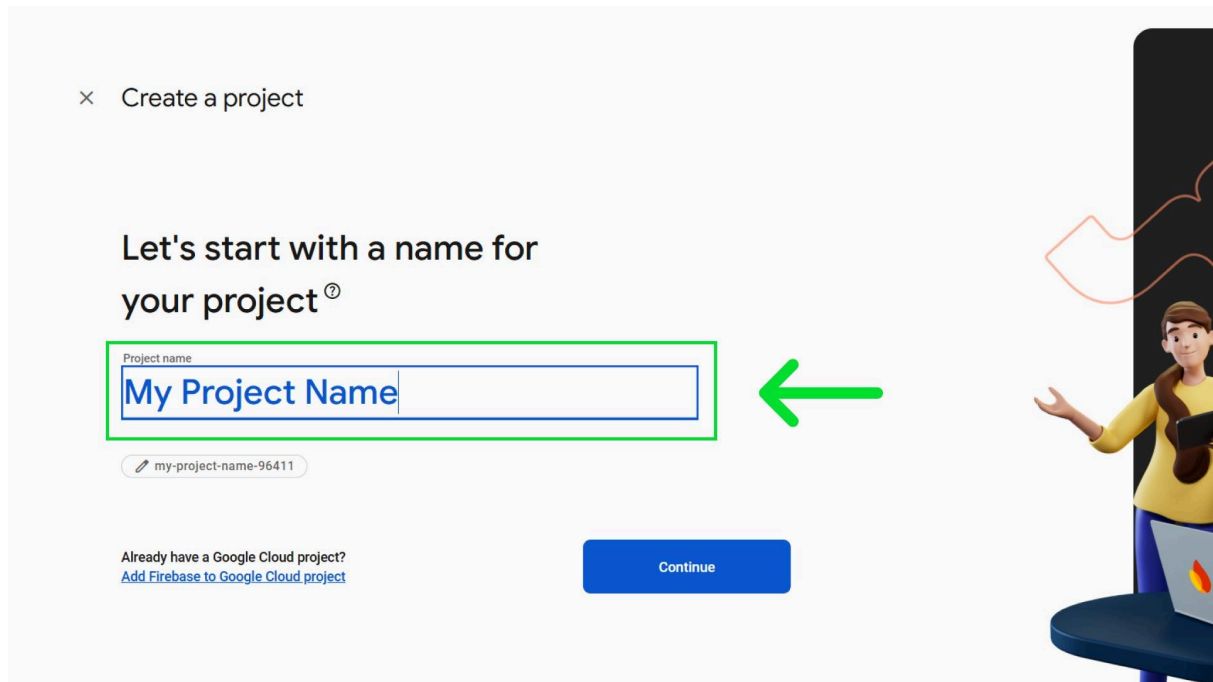 Create a project
Let's start with a name for
your project
Project name
My Project Name
my-project-name-96411
Already have a Google Cloud project?
Add Firebase to Google Cloud project
Continue